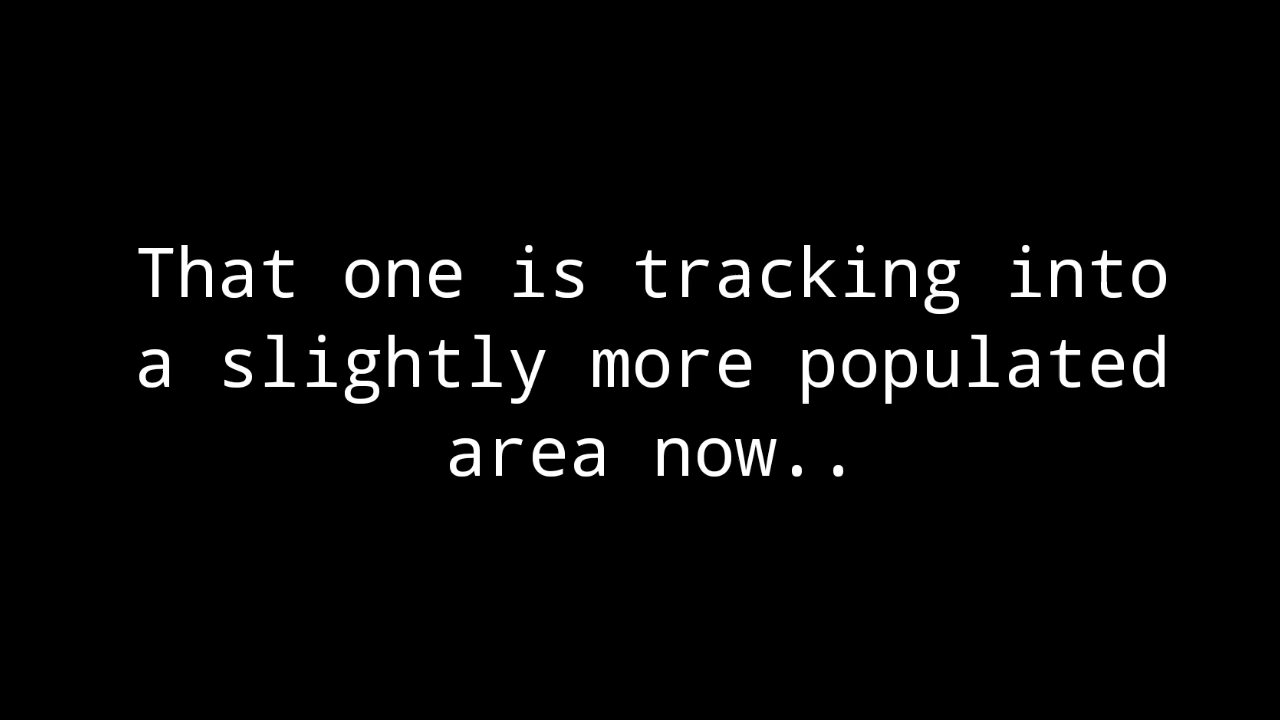 That one is tracking into
a slightly more populated
area now..